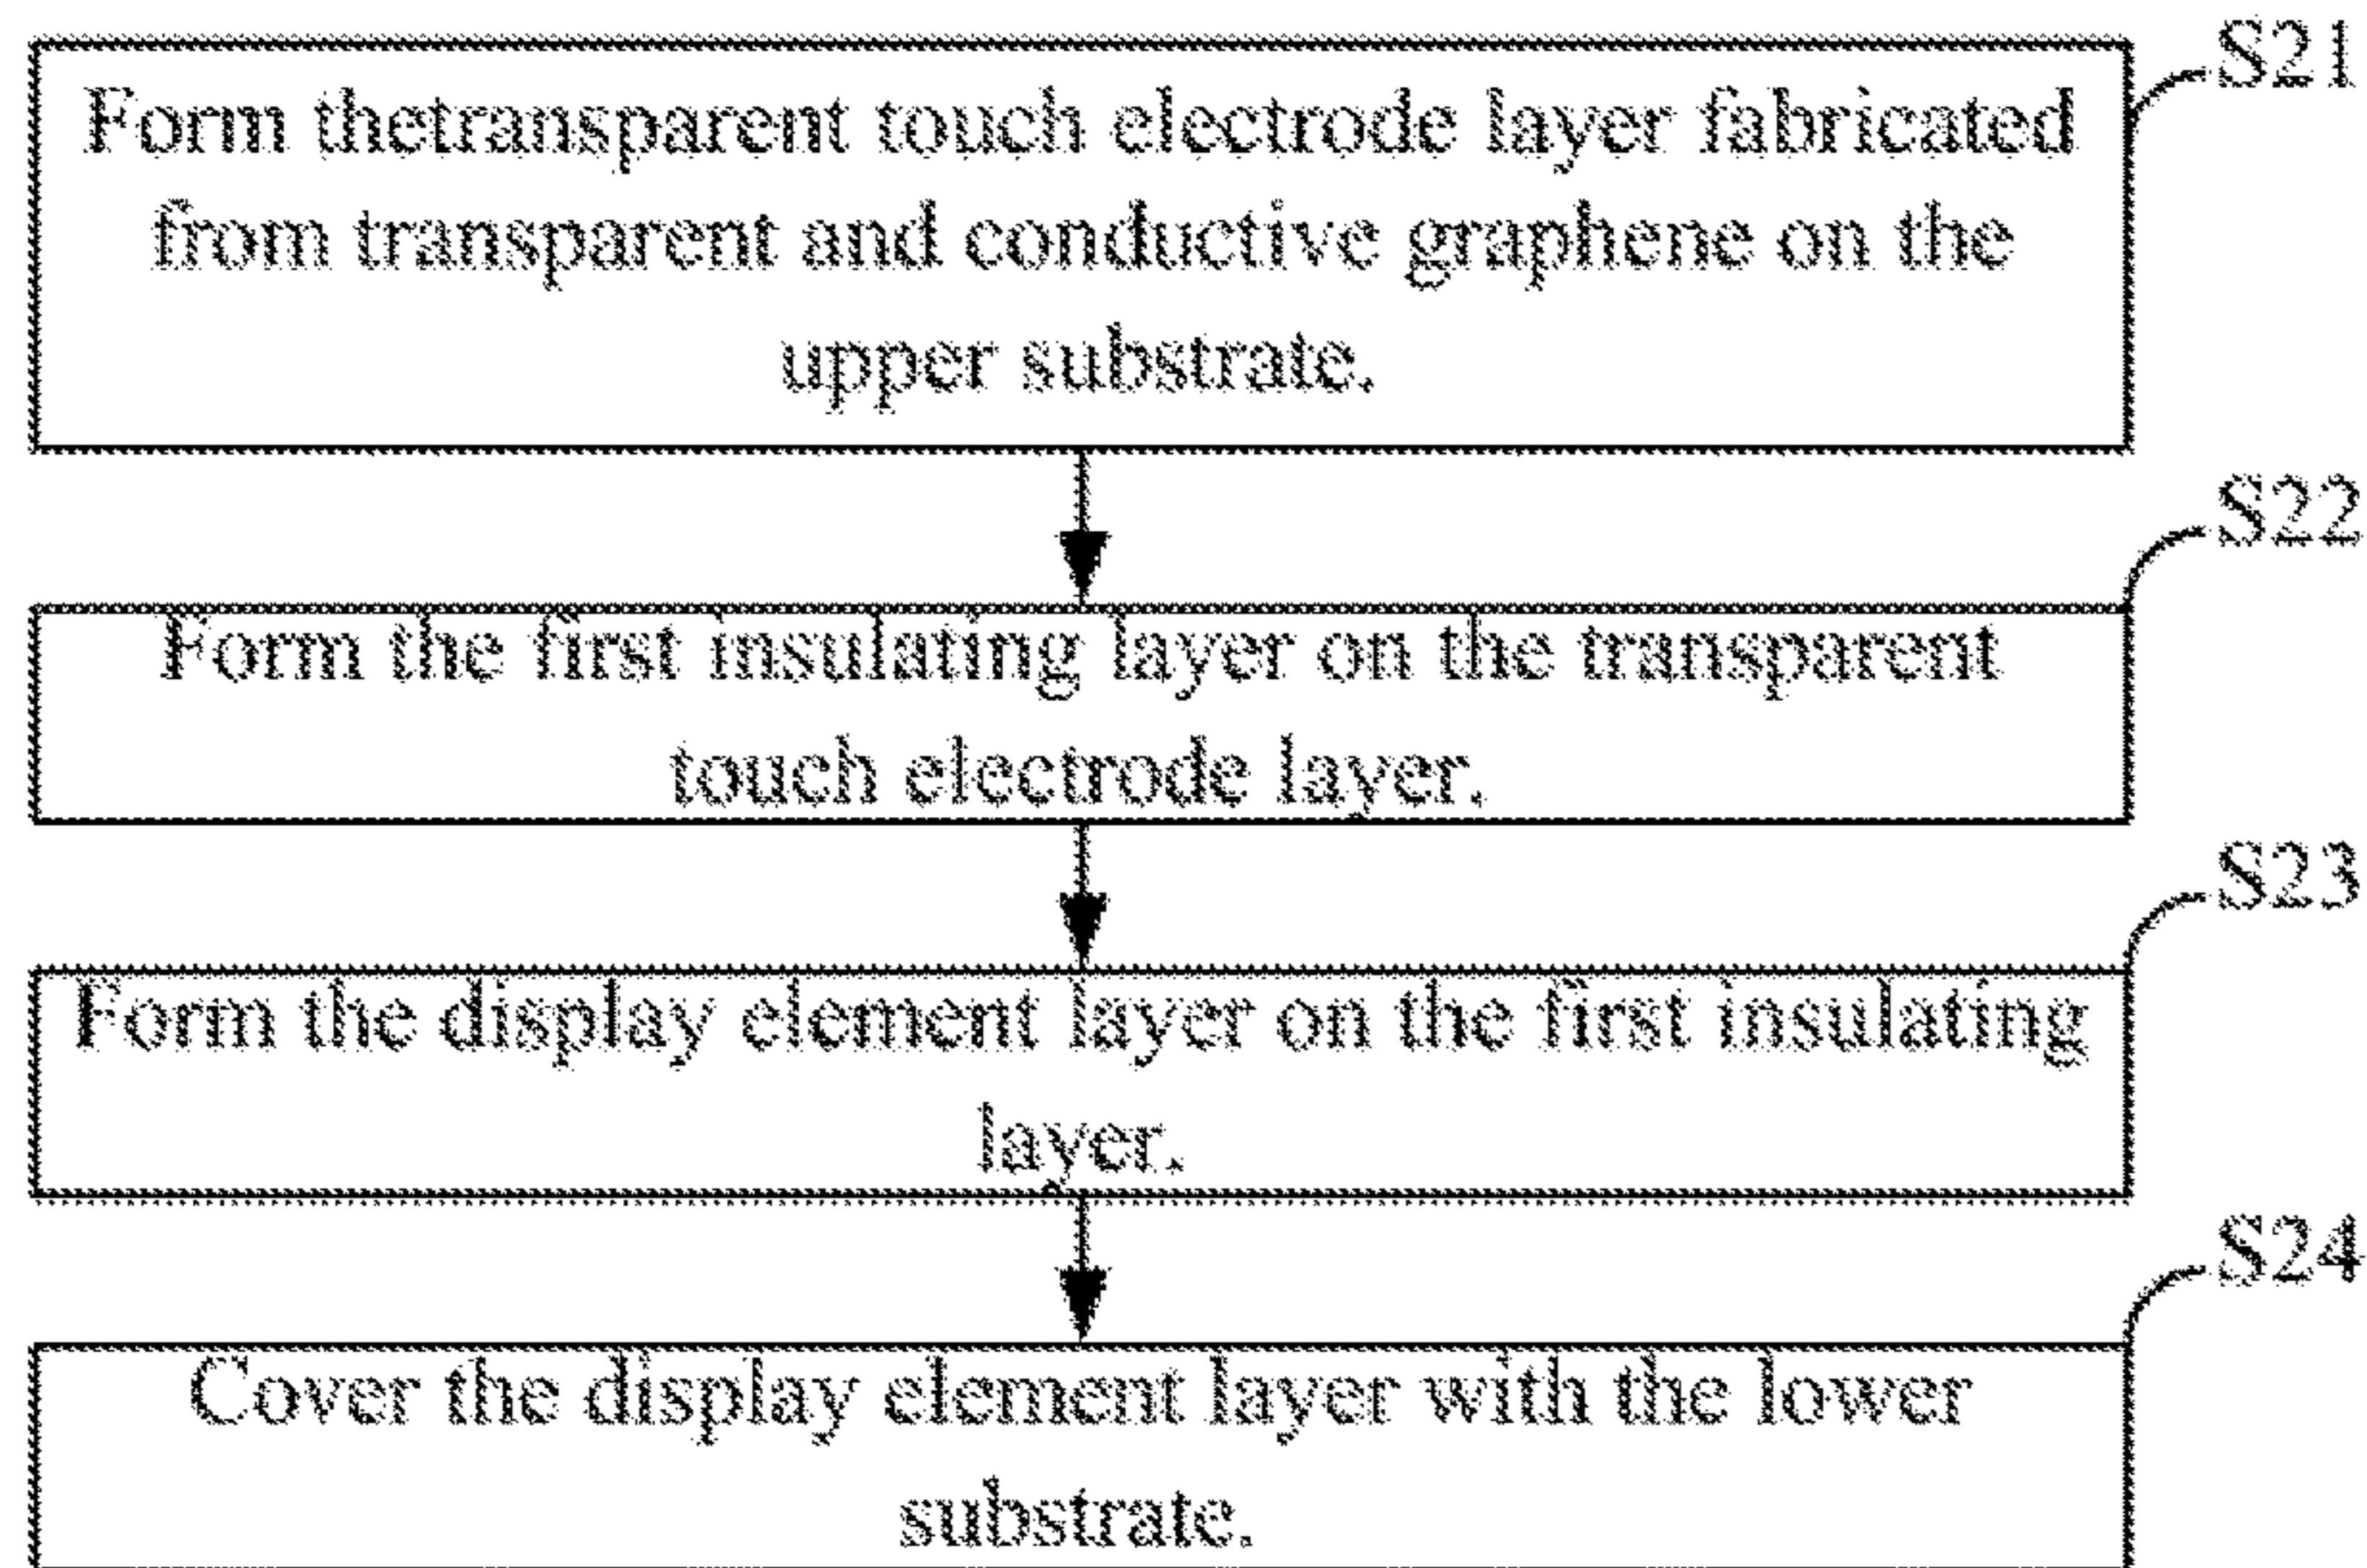 S21
Form thetransparent touch electrode layer fabricated
from transparent and conductive graphene on the
upper substrate.
S22
Form the first insulating layer on the transparent
touch electrode layer.
S23
Form the display element layer on the first insulating
layer.
S24
Cover the display element layer with the lower
substrate.